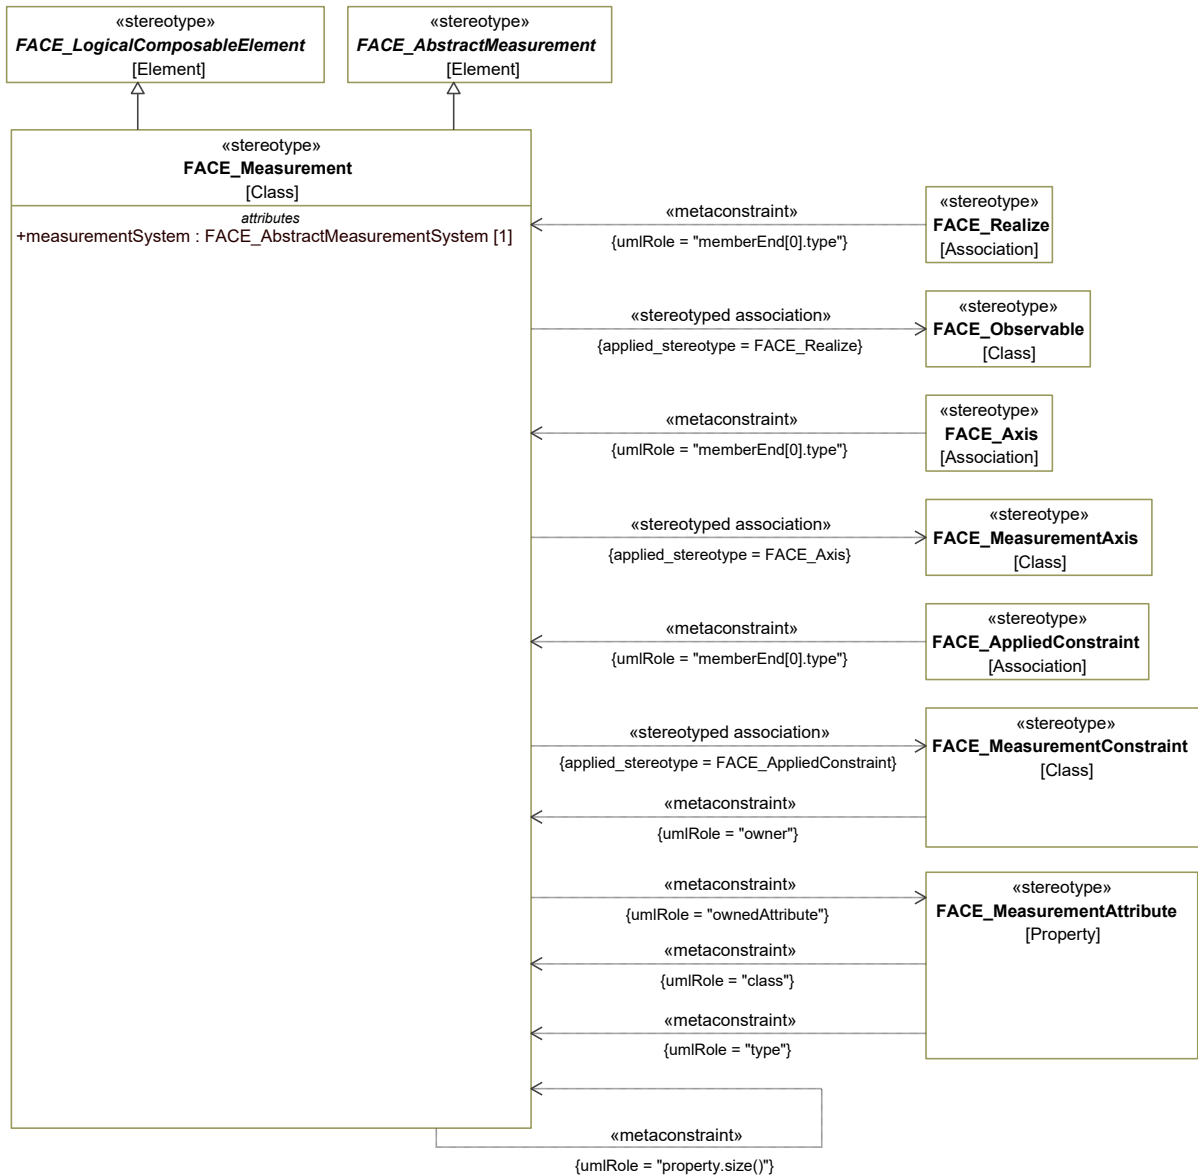 «stereotype»
FACE_LogicalComposableElement
[Element]
«stereotype»
FACE_AbstractMeasurement
[Element]
«stereotype»
FACE_Measurement
[Class]
attributes
+measurementSystem : FACE_AbstractMeasurementSystem [1]
«metaconstraint»
{umlRole = "memberEnd[0].type"}
«stereotype»
FACE_Realize
[Association]
«stereotyped association»
{applied_stereotype = FACE_Realize}
«stereotype»
FACE_Observable
[Class]
«metaconstraint»
{umlRole = "memberEnd[0].type"}
«stereotype»
FACE_Axis
[Association]
«stereotyped association»
{applied_stereotype = FACE_Axis}
«stereotype»
FACE_MeasurementAxis
[Class]
«metaconstraint»
{umlRole = "memberEnd[0].type"}
«stereotype»
FACE_AppliedConstraint
[Association]
«stereotyped association»
{applied_stereotype = FACE_AppliedConstraint}
«stereotype»
FACE_MeasurementConstraint
[Class]
«metaconstraint»
{umlRole = "owner"}
«metaconstraint»
{umlRole = "ownedAttribute"}
«stereotype»
FACE_MeasurementAttribute
[Property]
«metaconstraint»
{umlRole = "class"}
«metaconstraint»
{umlRole = "type"}
«metaconstraint»
{umlRole = "property.size()"}